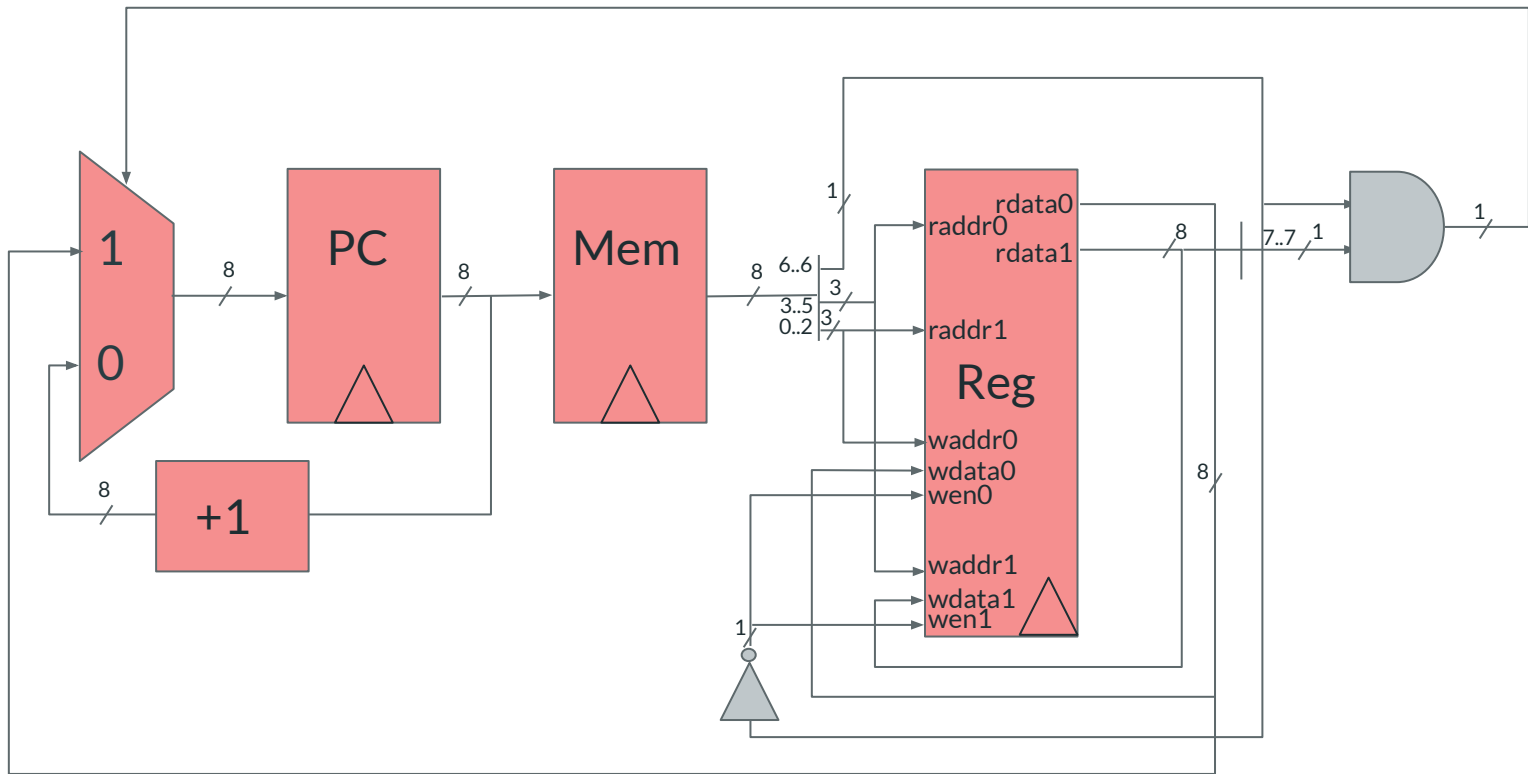 1
0
8
PC
8
Mem
8
+1
8
6..6
3..5
0..2
1
3
3
raddr0
raddr1
Reg
waddr0
wdata0
wen0
waddr1
wdata1
wen1
rdata0
rdata1
8
7..7
1
1
8
1